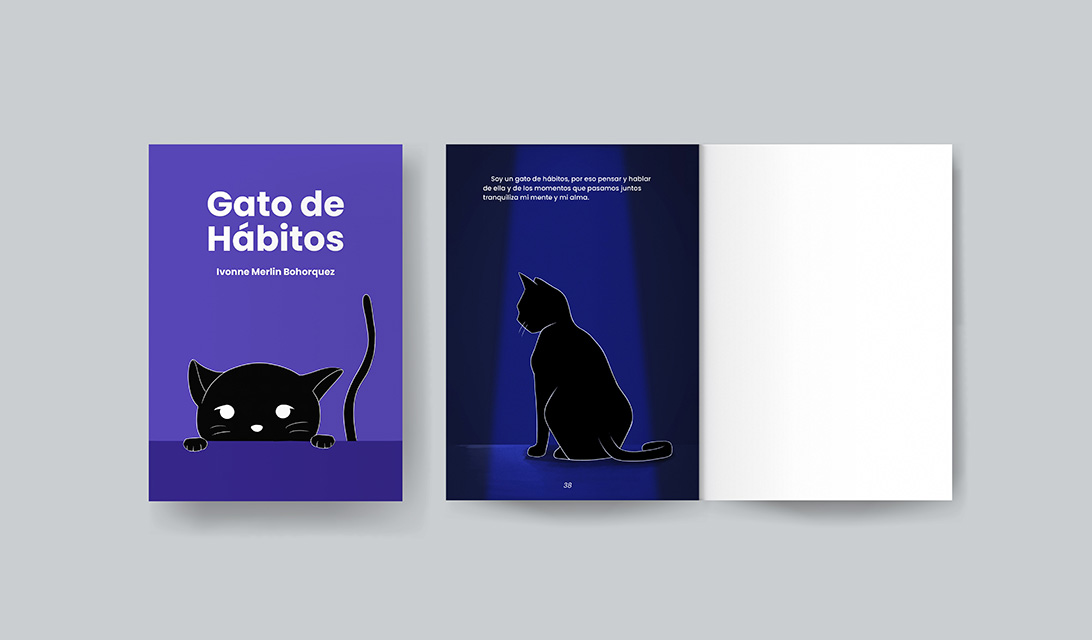 Gato de
Hábitos
Ivonne Merlin Bohorquez
Soy un gato de hábitos, por eso pensar y hablar
de ella y de los momentos que pasamos juntos
tranquiliza mi mente y mi alma.
38